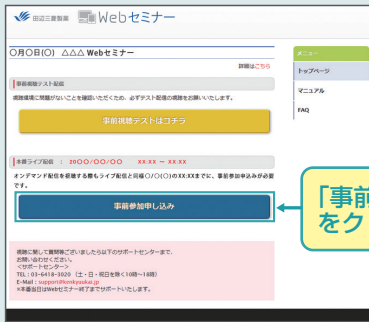 田辺三菱製薬 Webセミナー
〇月〇日(〇) △△△ Webセミナー
詳細はこちら
事前視聴テスト配信
視聴環境に問題がないことを確認いただくため、必ずテスト配信の視聴をお願いいたします。
事前視聴テストはコチラ
本番ライブ配信 : 20〇〇/〇〇/〇〇 XX:XX ~ XX:XX
オンデマンド配信を視聴する際もライブ配信と同様〇/〇(〇)のXX:XXまでに、事前参加申込みが必要
です。
事前参加申し込み
視聴に関して質問等ございましたら以下のサポートセンターまで、
お問い合わせください。
<サポートセンター>
TEL:03-6418-3020 (土・日・祝日を除く10時~18時)
E-Mail:support@kenkyuukai.jp
※本番当日はWebセミナー終了までサポートいたします。
メニュー
トップページ
マニュアル
FAQ
「事前
をク